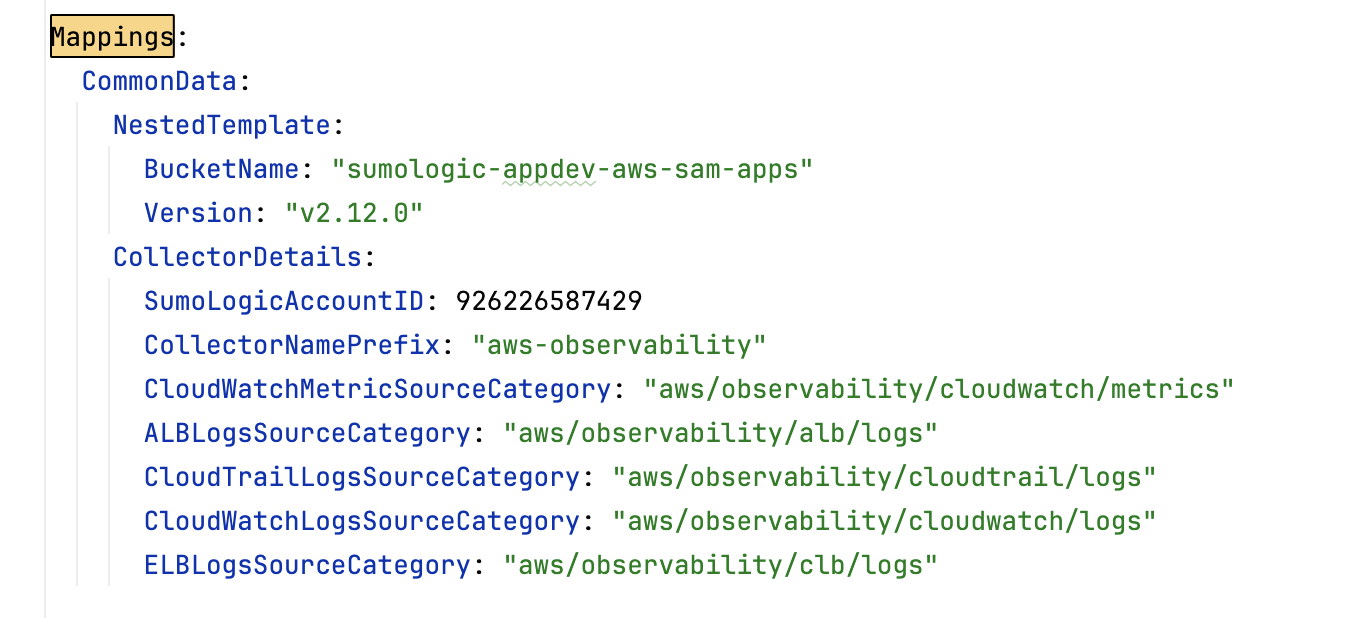 Mappings:
CommonData:
NestedTemplate:
BucketName: "sumologic-appdev-aws-sam-apps"
Version: "v2.12.0"
CollectorDetails:
SumoLogicAccountID: 926226587429
CollectorNamePrefix: "aws-observability"
CloudWatchMetricSourceCategory: "aws/observability/cloudwatch/metrics"
ALBLogsSourceCategory: "aws/observability/alb/logs"
CloudTrailLogsSourceCategory: "aws/observability/cloudtrail/logs"
CloudWatchLogsSourceCategory: "aws/observability/cloudwatch/logs"
ELBLogsSourceCategory: "aws/observability/clb/logs"